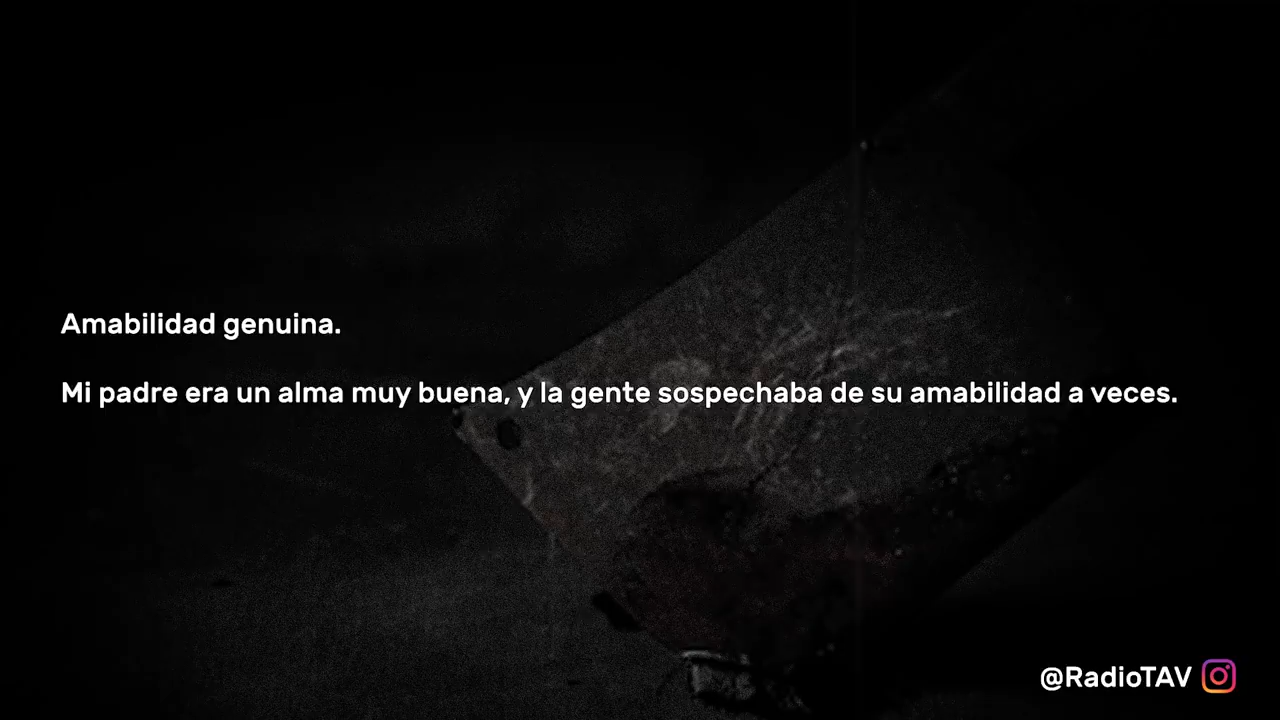 Amabilidad genuina.
Mi padre era un alma muy buena, y la gente sospechaba de su amabilidad a veces.
@RadioTAV